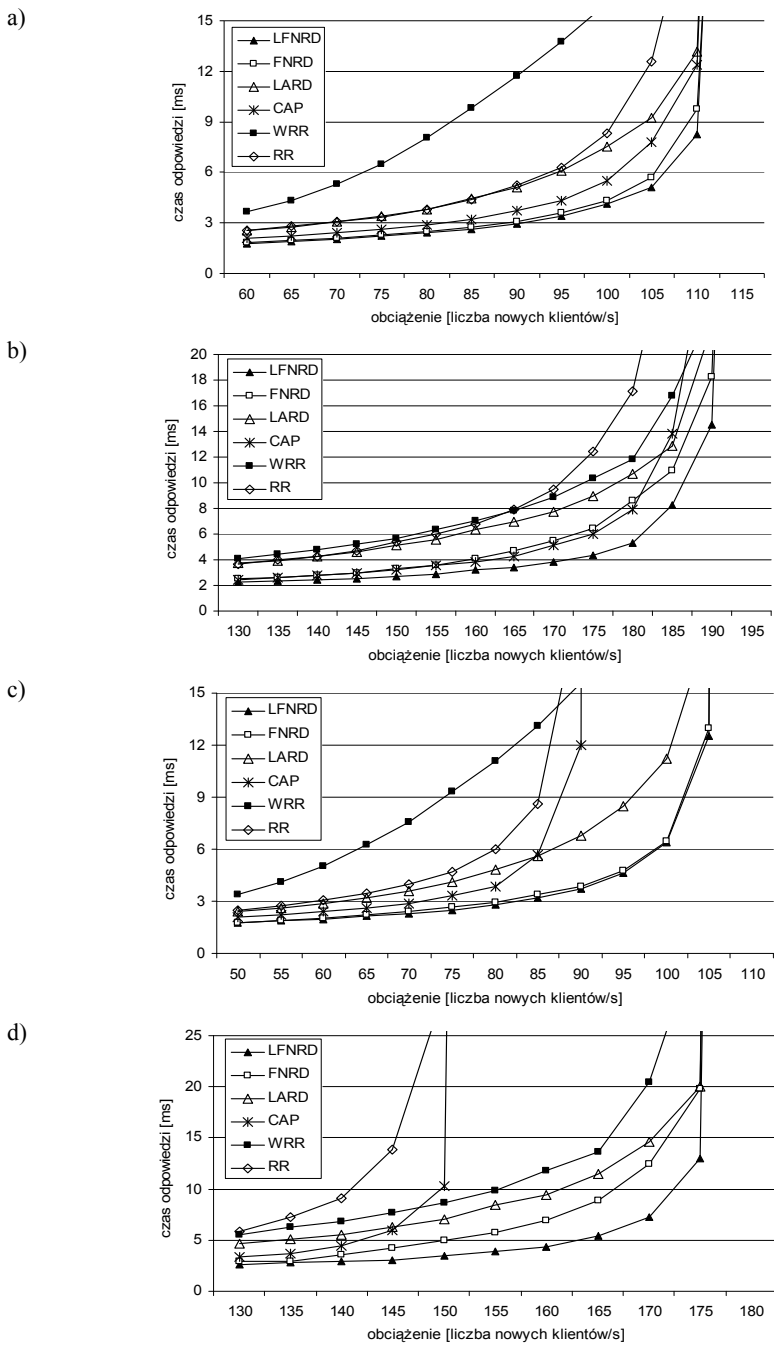 a)
15
12
9
6
3
0
czas odpowiedzi [ms]
LFNRD
FNRD
LARD
CAP
WRR
RR
60 65 70 75 80 85 90 95 100 105 110 115
obciążenie [liczba nowych klientów/s]
b)
20
18
16
14
12
10
8
6
4
2
0
czas odpowiedzi [ms]
LFNRD
FNRD
LARD
CAP
WRR
RR
130 135 140 145 150 155 160 165 170 175 180 185 190 195
obciążenie [liczba nowych klientów/s]
c)
15
12
9
6
3
0
czas odpowiedzi [ms]
LFNRD
FNRD
LARD
CAP
WRR
RR
50 55 60 65 70 75 80 85 90 95 100 105 110
obciążenie [liczba nowych klientów/s]
d)
25
20
15
10
5
0
czas odpowiedzi [ms]
LFNRD
FNRD
LARD
CAP
WRR
RR
130 135 140 145 150 155 160 165 170 175 180
obciążenie [liczba nowych klientów/s]